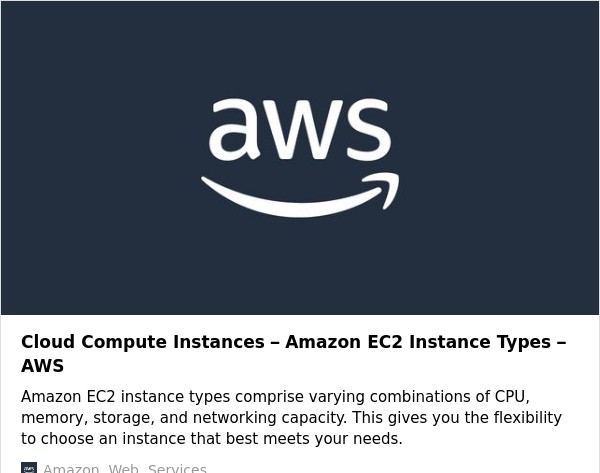 aws
Cloud Compute Instances – Amazon EC2 Instance Types –
AWS
Amazon EC2 instance types comprise varying combinations of CPU,
memory, storage, and networking capacity. This gives you the flexibility
to choose an instance that best meets your needs.
aws Amazon Web Services